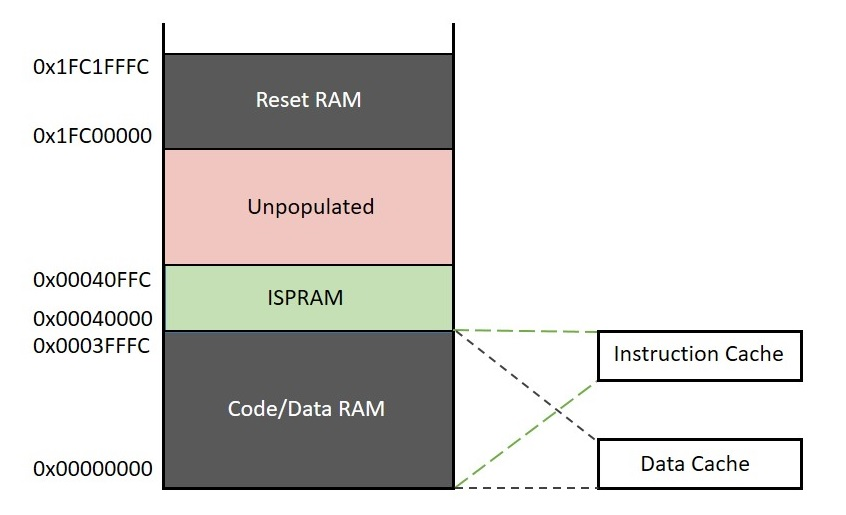 0x1FC1FFFC
Reset RAM
0x1FC00000
Unpopulated
0x00040FFC
ISPRAM
0x00040000
0x0003FFFC
Instruction Cache
Code/Data RAM
Data Cache
0x00000000